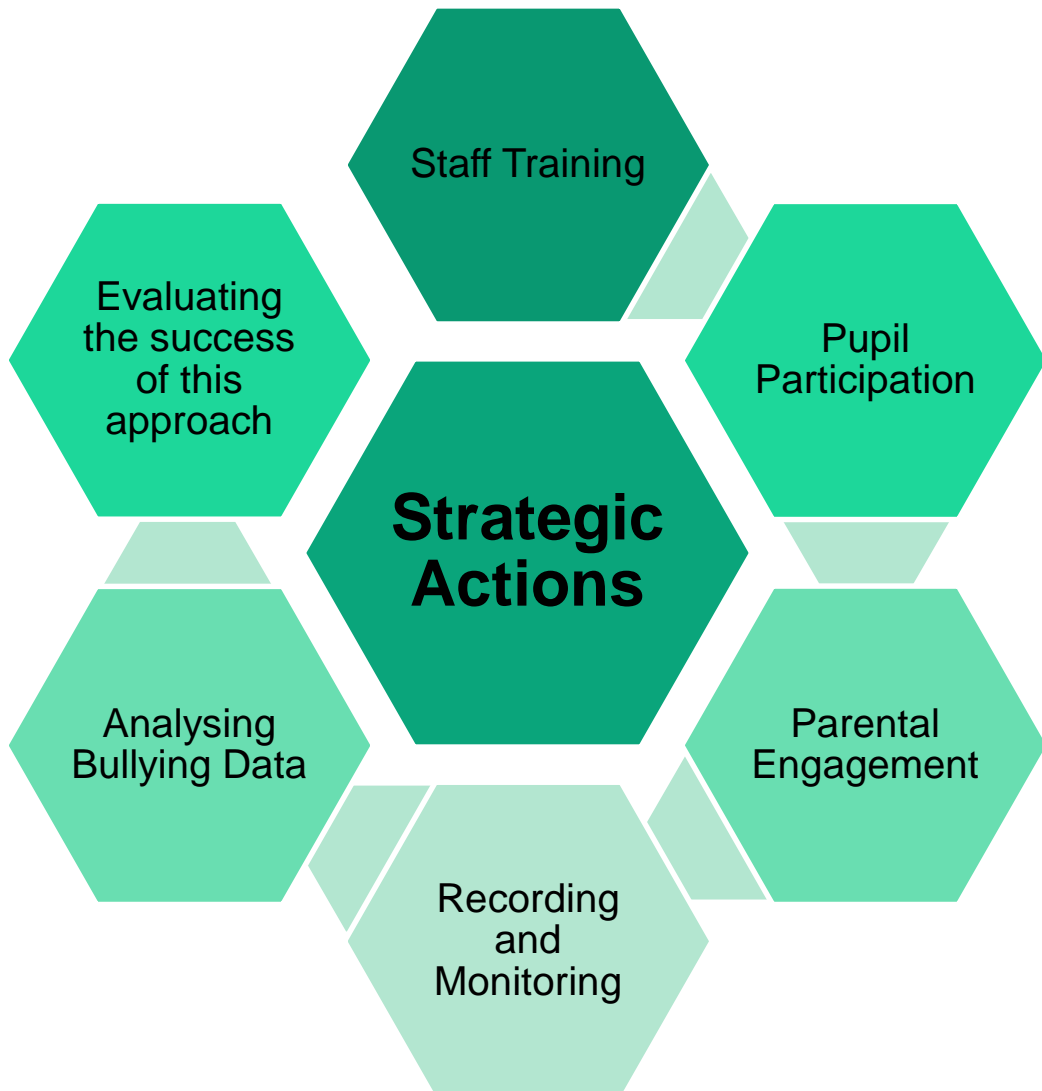 Staff Training
Evaluating
the success
of this
approach
Pupil
Participation
Strategic
Actions
Analysing
Bullying Data
Parental
Engagement
Recording
and
Monitoring